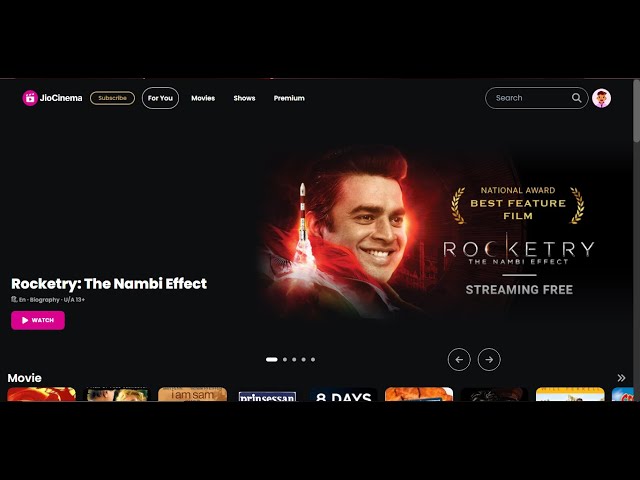 JioCinema
Subscribe
For You
Movies
Shows
Premium
Search
NATIONAL AWARD
BEST FEATURE
FILM
ROCKETRY
THE NAMBI EFFECT
STREAMING FREE
Rocketry: The Nambi Effect
हिं, En · Biography · U/A 13+
WATCH
Movie
i am sam
prinsessan
8 DAYS